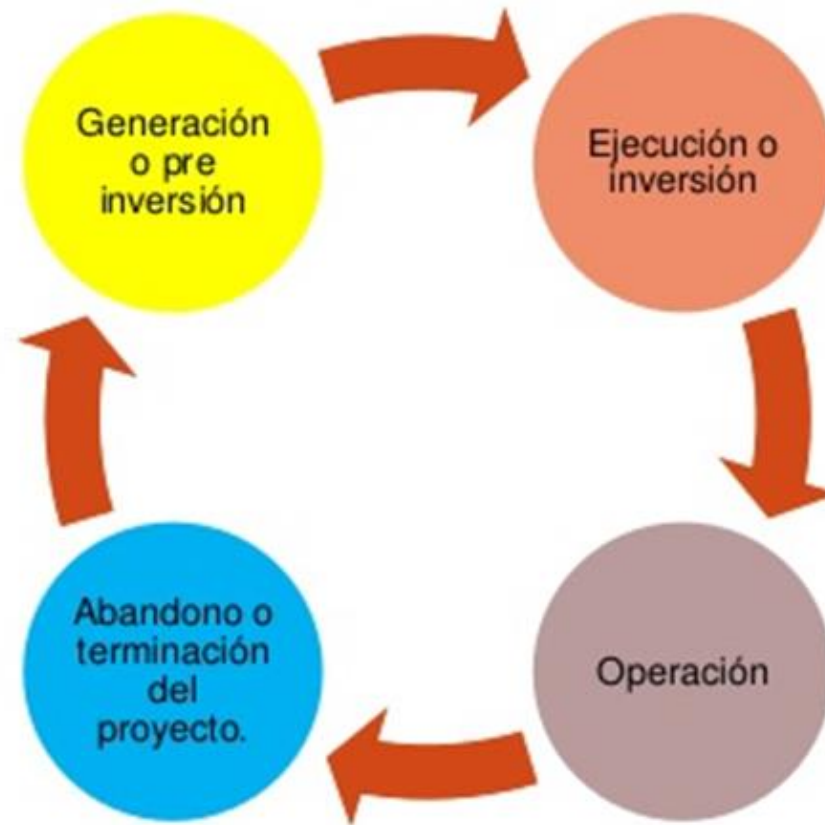 Generación
o pre
inversión
Ejecución o
inversión
Operación
Abandono o
terminación
del
proyecto.